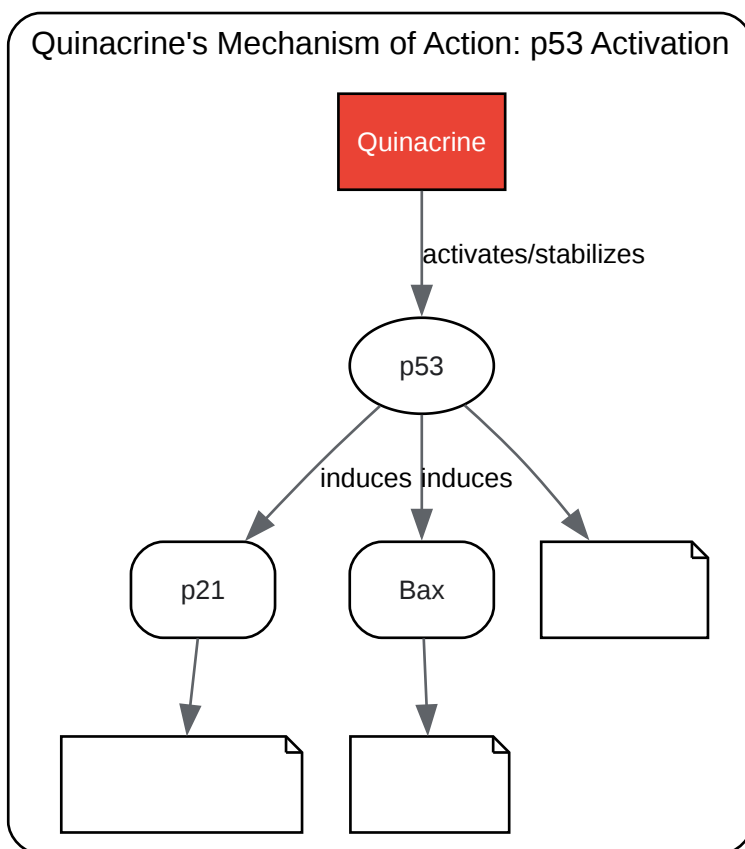 Quinacrine's Mechanism of Action: p53 Activation
Quinacrine
activates/stabilizes
p53
induces
induces
p21
Bax